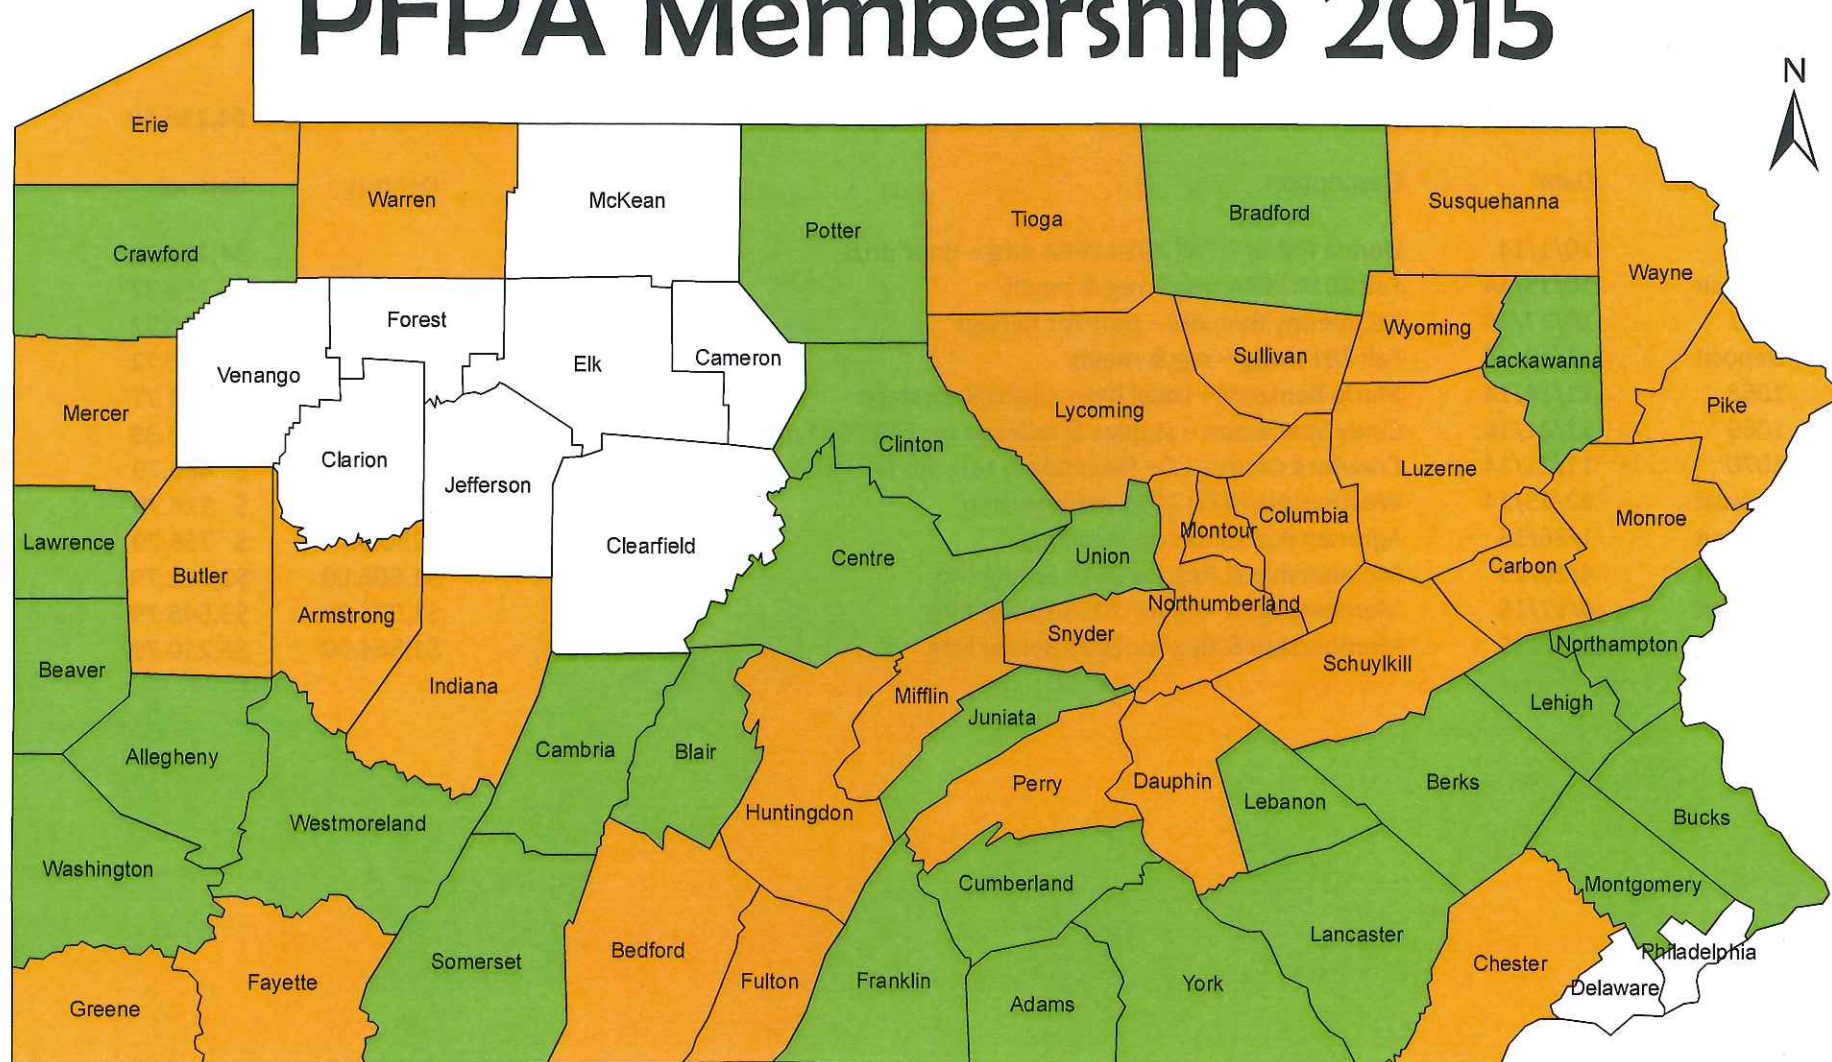 PFPA Membership 2015
N
Erie
Warren
McKean
Potter
Tioga
Bradford
Susquehanna
Wayne
Crawford
Forest
Venango
Elk
Cameron
Sullivan
Wyoming
Lackawanna
Pike
Mercer
Clarion
Jefferson
Clinton
Lycoming
Luzerne
Columbia
Montour
Monroe
Lawrence
Butler
Armstrong
Clearfield
Centre
Union
Carbon
Northumberland
Snyder
Schuylkill
Northampton
Beaver
Indiana
Mifflin
Juniata
Lehigh
Allegheny
Cambria
Blair
Huntingdon
Perry
Dauphin
Lebanon
Berks
Bucks
Westmoreland
Washington
Cumberland
Montgomery
Lancaster
Philadelphia
Chester
Delaware
Greene
Fayette
Somerset
Bedford
Fulton
Franklin
Adams
York